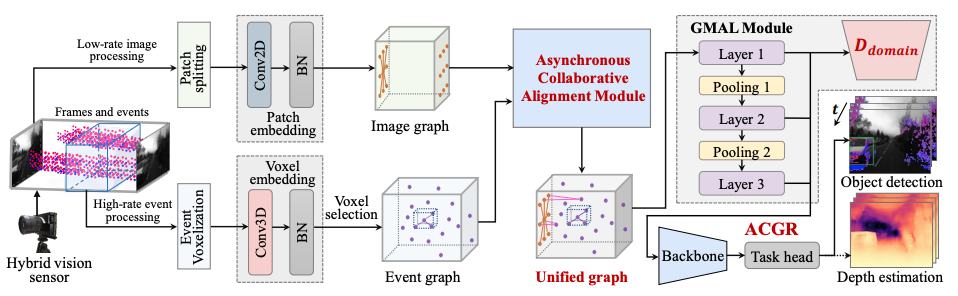 Low-rate image
processing
Patch
splitting
Conv2D
BN
Patch
embedding
Image graph
Asynchronous
Collaborative
Alignment Module
GMAL Module
Layer 1
Pooling 1
Layer 2
Pooling 2
Layer 3
D domain
t
Object detection
Frames and events
High-rate event
processing
Hybrid vision
sensor
Event
Voxelization
Voxel
embedding
Conv3D
BN
Voxel
selection
Event graph
Unified graph
Backbone
ACGR
Task head
Depth estimation